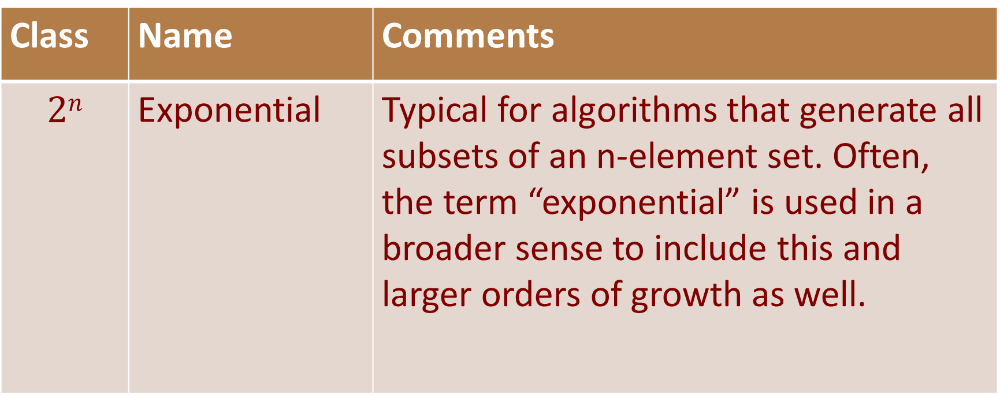 Class Name Comments
2ⁿ Exponential Typical for algorithms that generate all
subsets of an n-element set. Often,
the term “exponential” is used in a
broader sense to include this and
larger orders of growth as well.